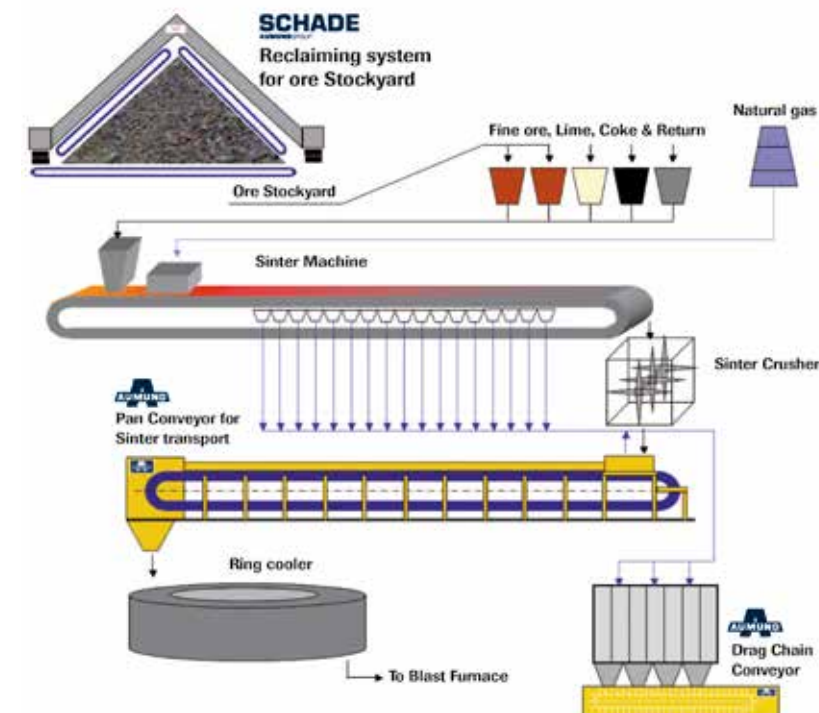 SCHADE
Reclaiming system
for ore Stockyard
Natural gas
Fine ore, Lime, Coke & Return
Ore Stockyard
Sinter Machine
Sinter Crusher
AUMUND
Pan Conveyor for
Sinter transport
Ring cooler
AUMUND
Drag Chain
Conveyor
To Blast Furnace